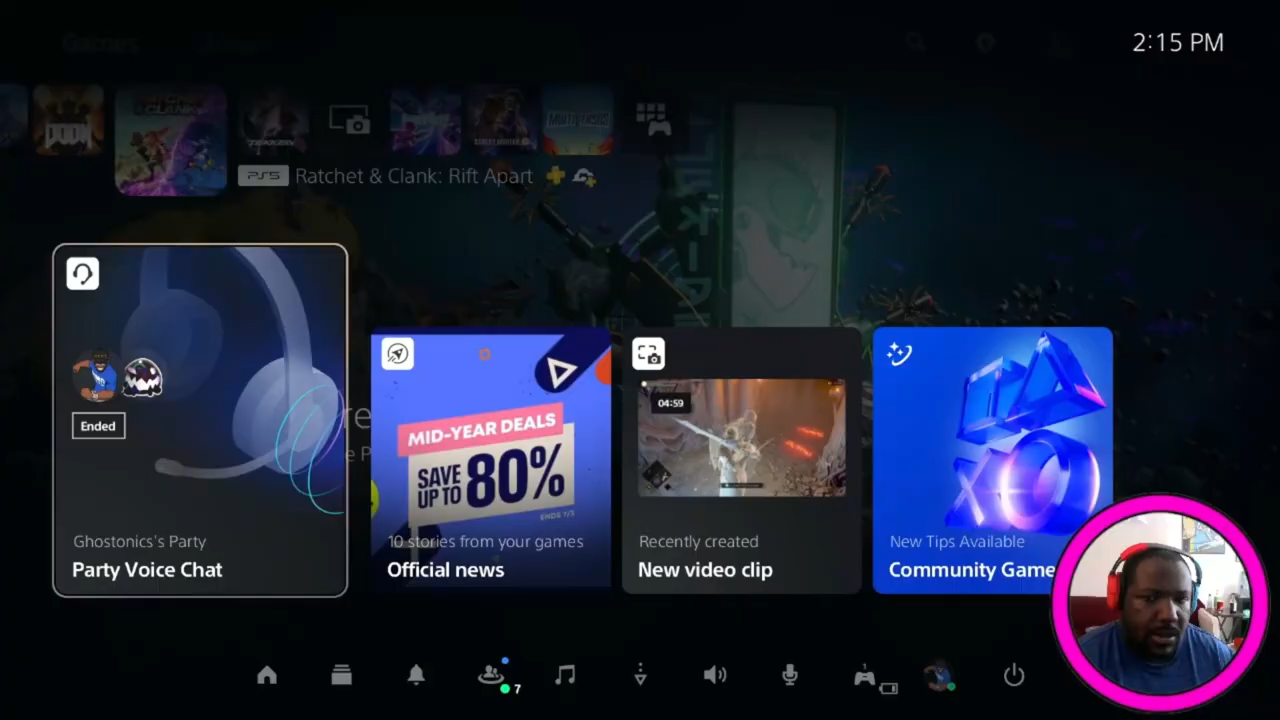 Games
2:15 PM
DOOM
PS5 Ratchet & Clank: Rift Apart
Ended
Ghostonics's Party
Party Voice Chat
MID-YEAR DEALS
SAVE
UP TO 80%
10 stories from your games
Official news
04:59
Recently created
New video clip
New Tips Available
Community Game
7
1